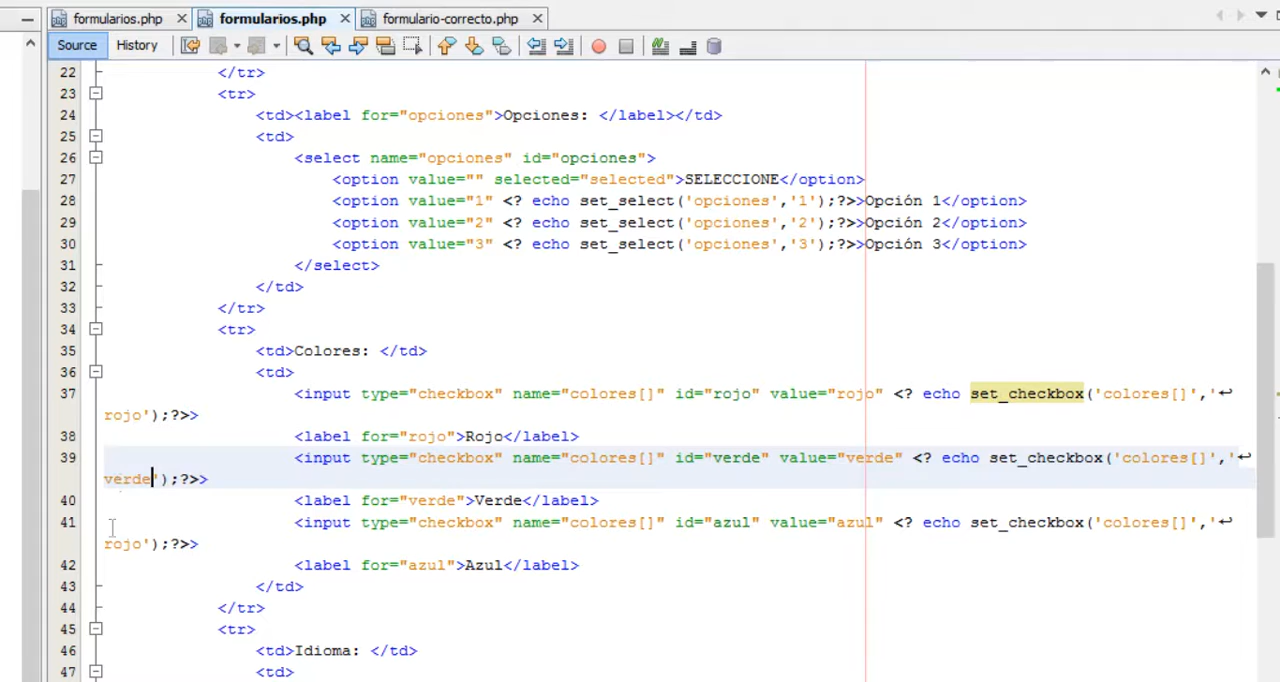 formularios.php formularios.php formulario-correcto.php
Source History
22 </tr>
23 <tr>
24 <td><label for="opciones">Opciones: </label></td>
25 <td>
26 <select name="opciones" id="opciones">
27 <option value="" selected="selected">SELECCIONE</option>
28 <option value="1" <? echo set_select('opciones','1');?>>Opción 1</option>
29 <option value="2" <? echo set_select('opciones','2');?>>Opción 2</option>
30 <option value="3" <? echo set_select('opciones','3');?>>Opción 3</option>
31 </select>
32 </td>
33 </tr>
34 <tr>
35 <td>Colores: </td>
36 <td>
37 <input type="checkbox" name="colores[]" id="rojo" value="rojo" <? echo set_checkbox('colores[]','
rojo');?>>
38 <label for="rojo">Rojo</label>
39 <input type="checkbox" name="colores[]" id="verde" value="verde" <? echo set_checkbox('colores[]','
verde');?>>
40 <label for="verde">Verde</label>
41 <input type="checkbox" name="colores[]" id="azul" value="azul" <? echo set_checkbox('colores[]','
rojo');?>>
42 <label for="azul">Azul</label>
43 </td>
44 </tr>
45 <tr>
46 <td>Idioma: </td>
47 <td>